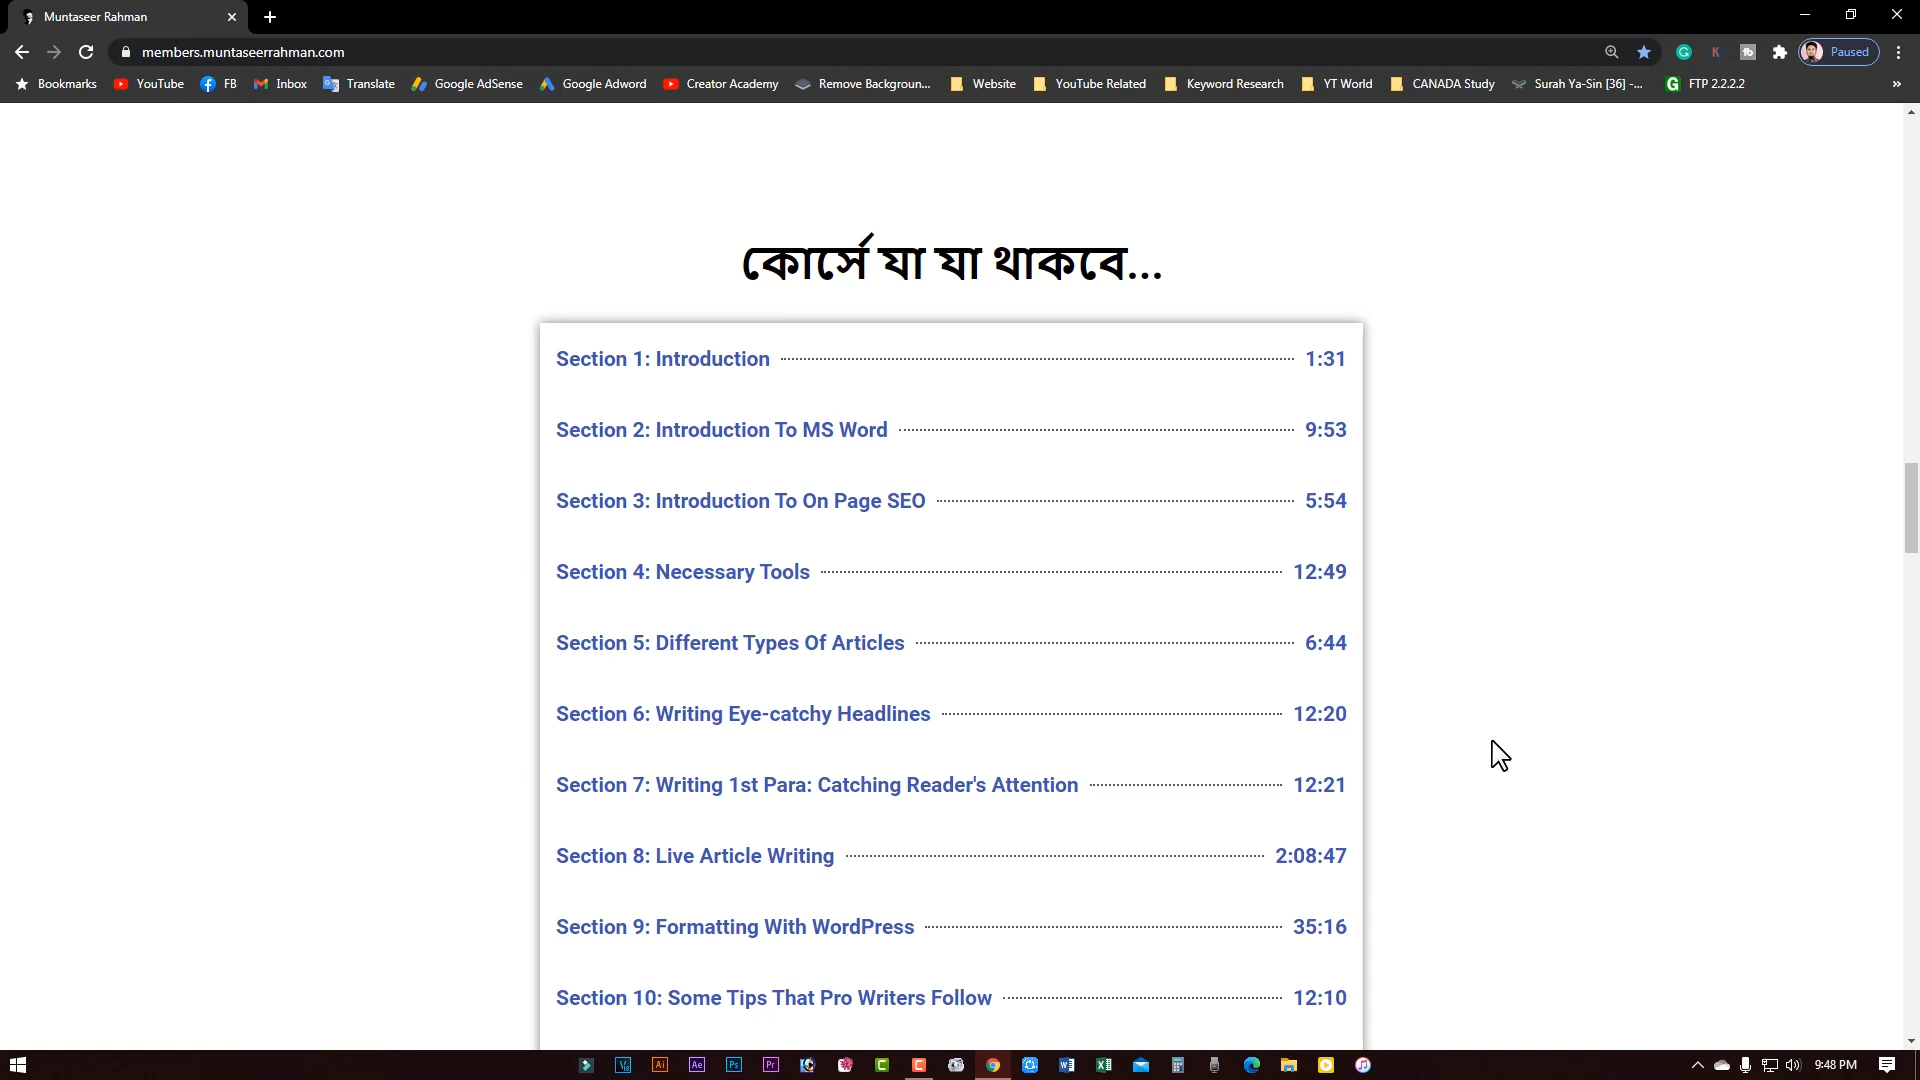 Muntaseer Rahman
members.muntaseerrahman.com
Paused
Bookmarks YouTube FB Inbox Translate Google AdSense Google Adword Creator Academy Remove Backgroun... Website YouTube Related Keyword Research YT World CANADA Study Surah Ya-Sin [36] -... FTP 2.2.2.2 »
কোর্সে যা যা থাকবে...
Section 1: Introduction 1:31
Section 2: Introduction To MS Word 9:53
Section 3: Introduction To On Page SEO 5:54
Section 4: Necessary Tools 12:49
Section 5: Different Types Of Articles 6:44
Section 6: Writing Eye-catchy Headlines 12:20
Section 7: Writing 1st Para: Catching Reader's Attention 12:21
Section 8: Live Article Writing 2:08:47
Section 9: Formatting With WordPress 35:16
Section 10: Some Tips That Pro Writers Follow 12:10
Ai Ae Ps Pr 9:48 PM